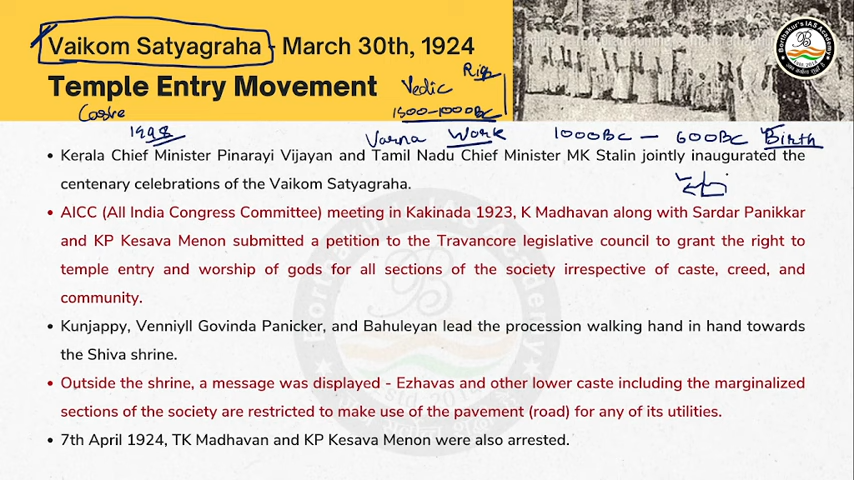 Vaikom Satyagraha - March 30th, 1924
Temple Entry Movement
Vedic
1500-1000BC
Caste
Varna Work 1000BC - 600BC Birth
Kerala Chief Minister Pinarayi Vijayan and Tamil Nadu Chief Minister MK Stalin jointly inaugurated the
centenary celebrations of the Vaikom Satyagraha.
AICC (All India Congress Committee) meeting in Kakinada 1923, K Madhavan along with Sardar Panikkar
and KP Kesava Menon submitted a petition to the Travancore legislative council to grant the right to
temple entry and worship of gods for all sections of the society irrespective of caste, creed, and
community.
Kunjappy, Venniyll Govinda Panicker, and Bahuleyan lead the procession walking hand in hand towards
the Shiva shrine.
Outside the shrine, a message was displayed - Ezhavas and other lower caste including the marginalized
sections of the society are restricted to make use of the pavement (road) for any of its utilities.
7th April 1924, TK Madhavan and KP Kesava Menon were also arrested.
Borthakur's IAS Academy
B